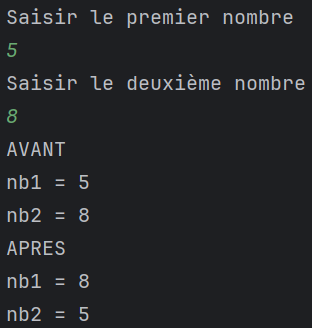 Saisir le premier nombre
5
Saisir le deuxième nombre
8
AVANT
nb1 = 5
nb2 = 8
APRES
nb1 = 8
nb2 = 5